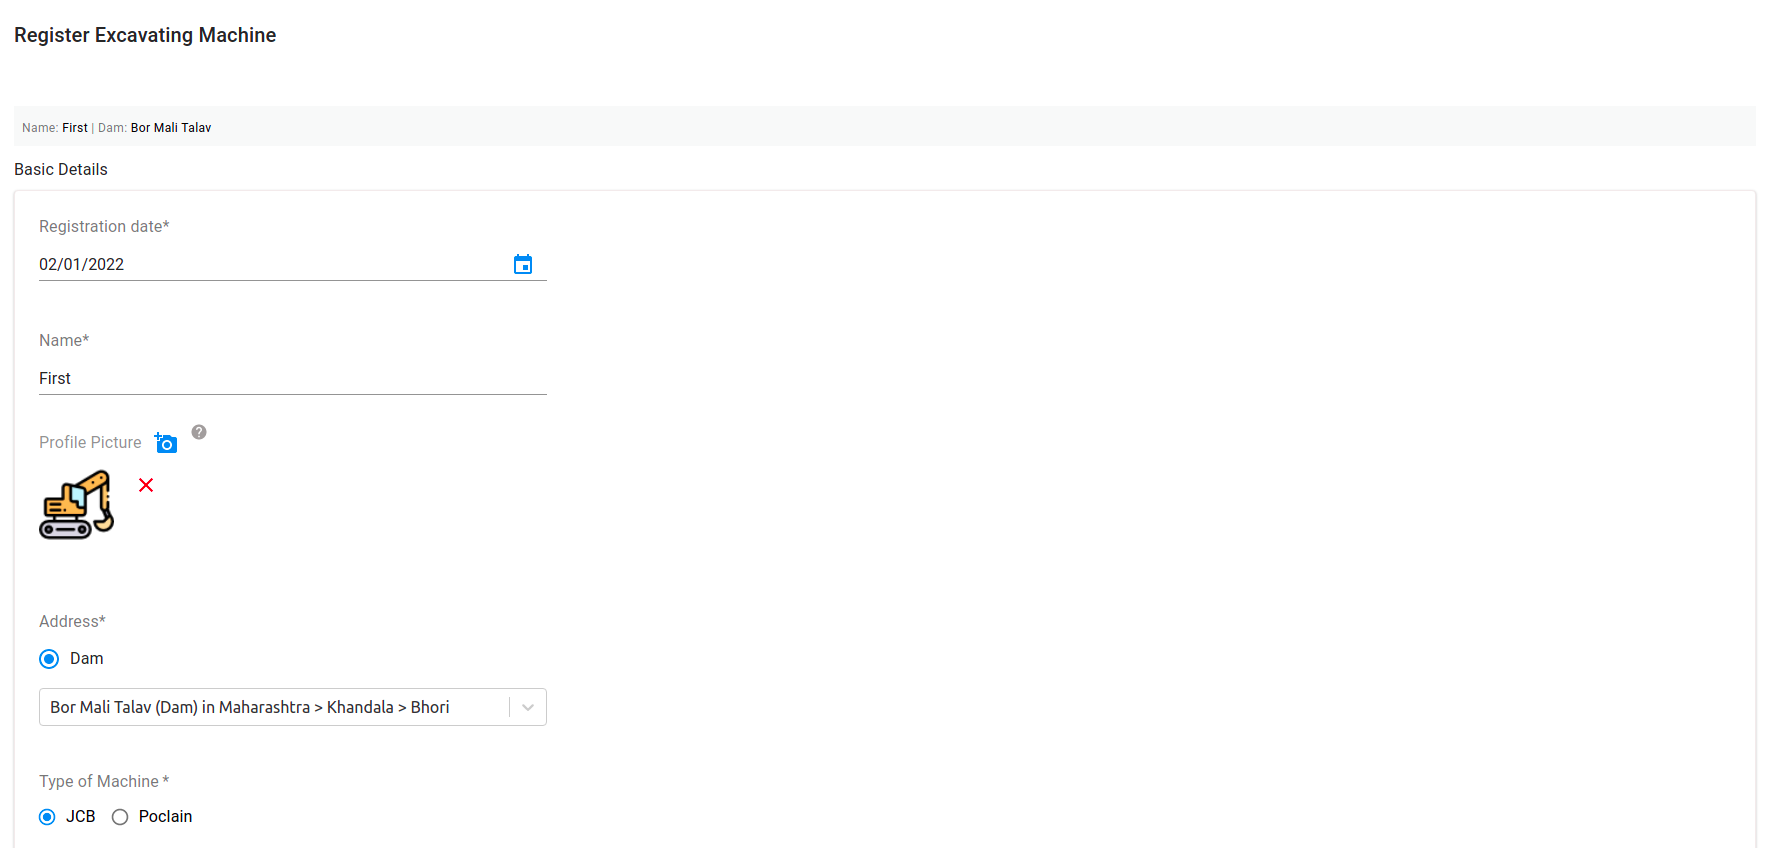 Register Excavating Machine
Name: First | Dam: Bor Mali Talav
Basic Details
Registration date*
02/01/2022
Name*
First
Profile Picture ?
Address*
Dam
Bor Mali Talav (Dam) in Maharashtra > Khandala > Bhori
Type of Machine *
JCB Poclain